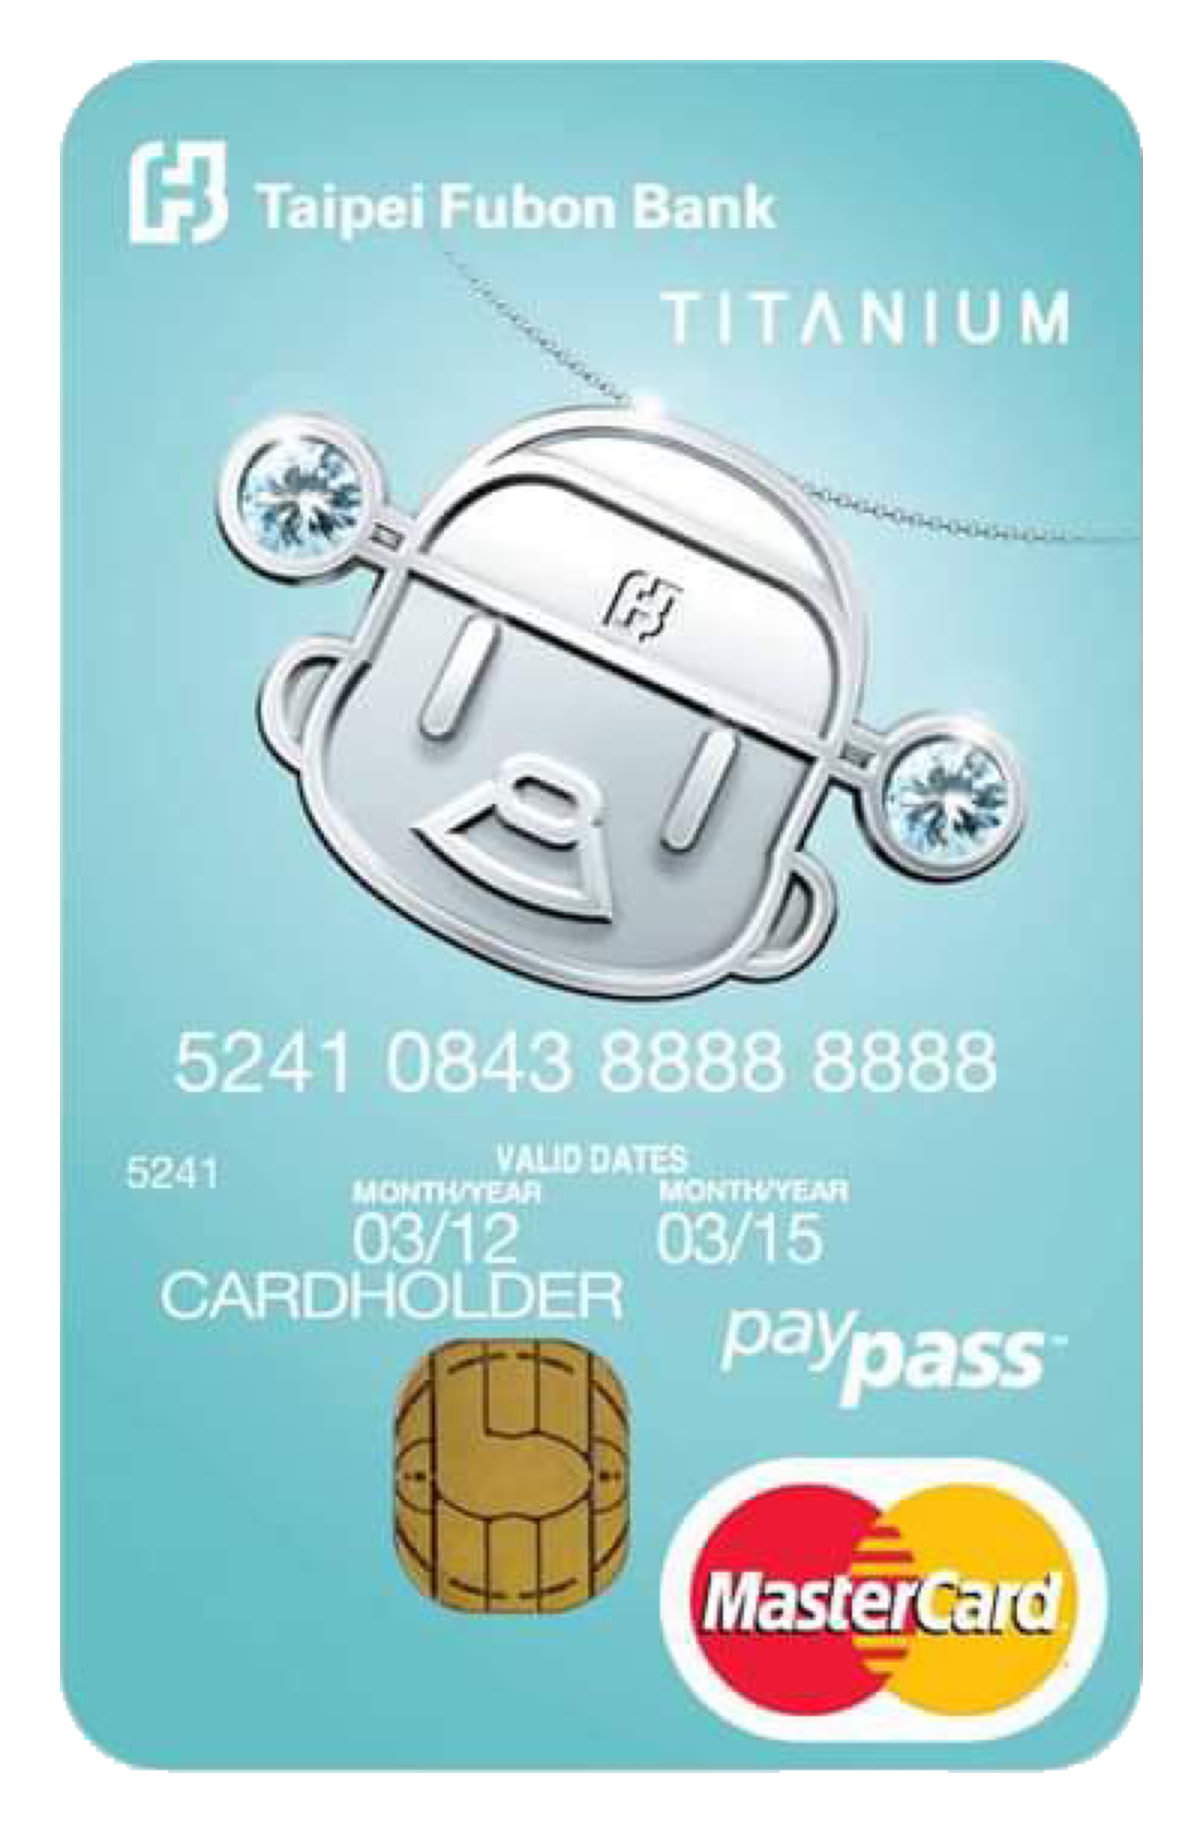 Taipei Fubon Bank
TITANIUM
5241 0843 8888 8888
VALID DATES
5241 MONTH/YEAR MONTH/YEAR
03/12 03/15
CARDHOLDER
paypass
MasterCard